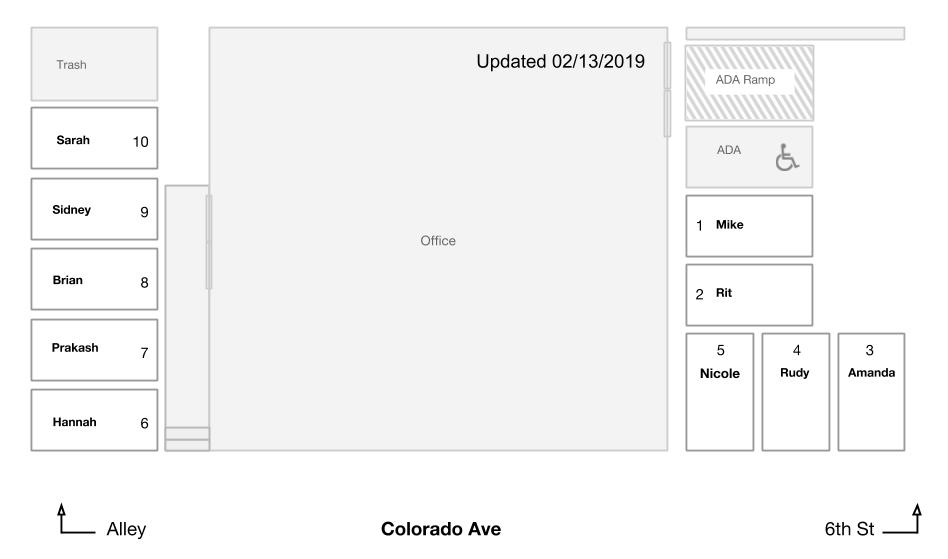 Updated 02/13/2019
Trash
ADA Ramp
Sarah 10
ADA
Sidney 9
1 Mike
Office
Brian 8
2 Rit
Prakash 7
5
Nicole
4
Rudy
3
Amanda
Hannah 6
Alley
Colorado Ave
6th St